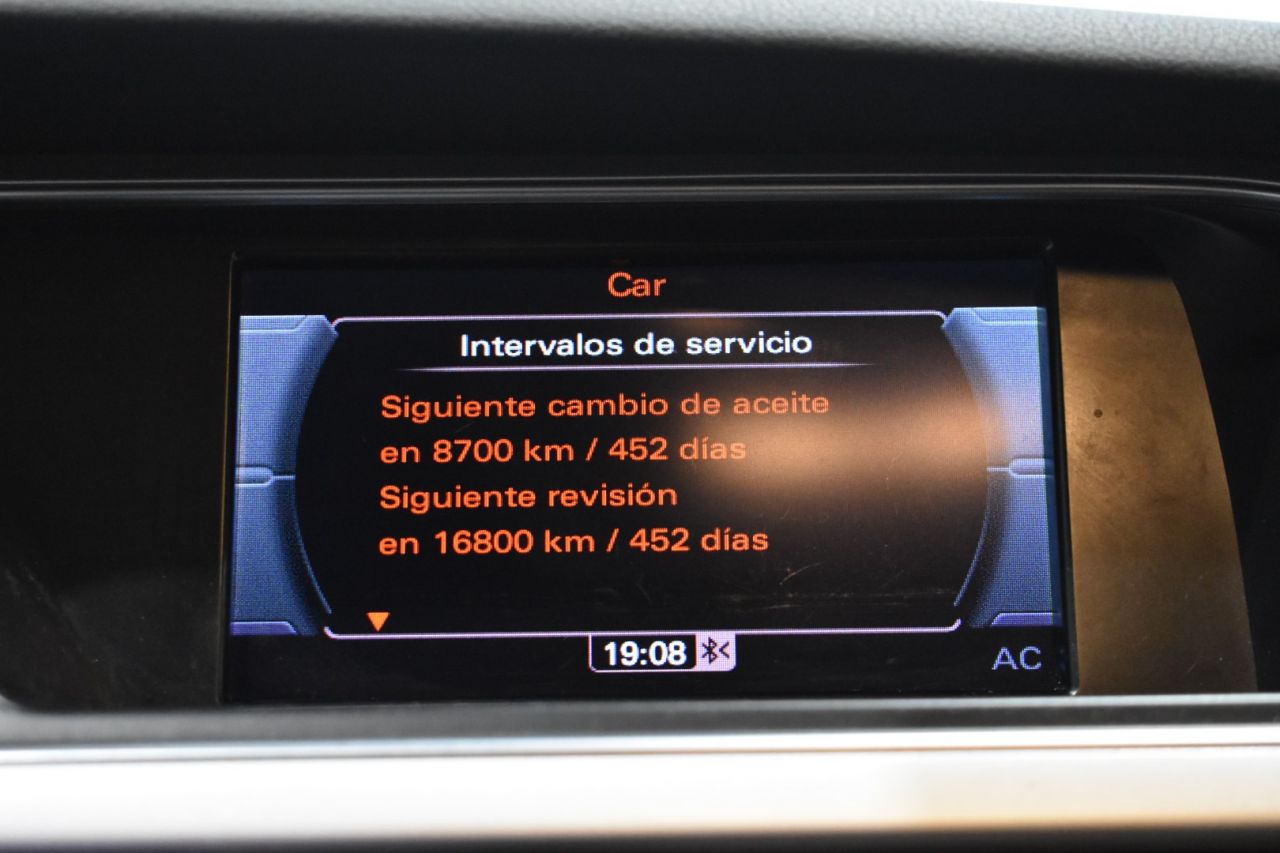 Car
Intervalos de servicio
Siguiente cambio de aceite
en 8700 km / 452 días
Siguiente revisión
en 16800 km / 452 días
19:08
AC